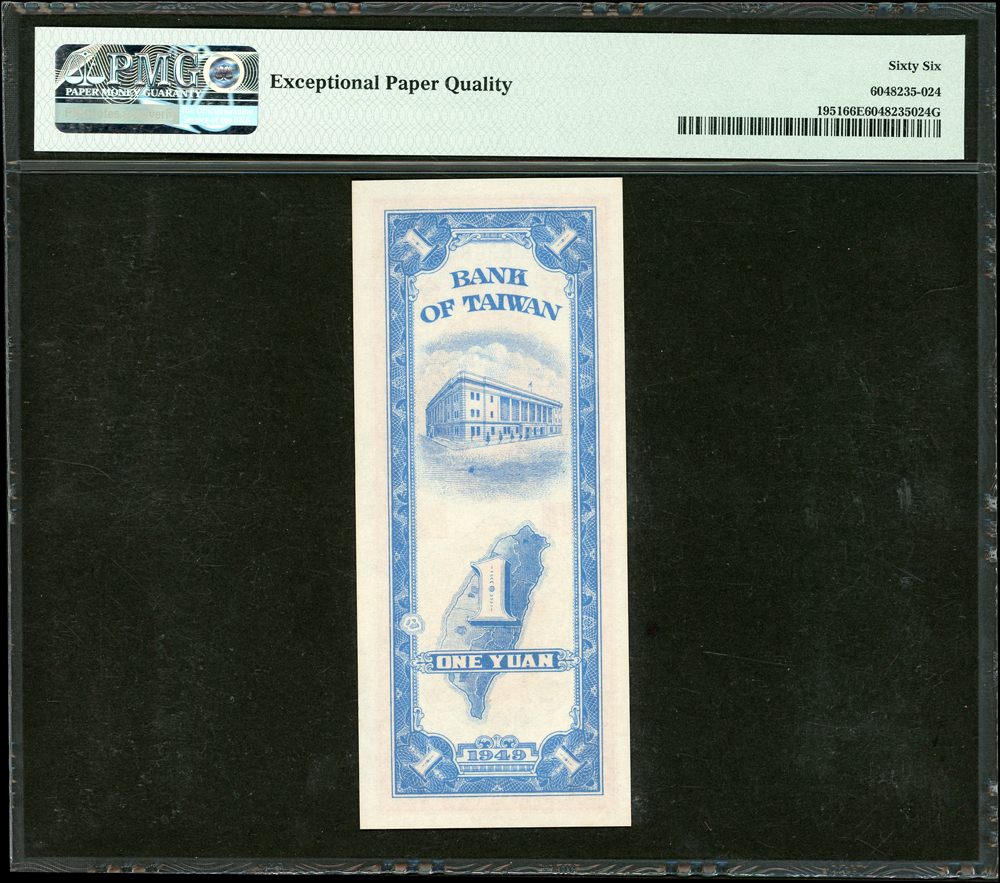 PMG
PAPER MONEY GUARANTY
Exceptional Paper Quality
Sixty Six
6048235-024
195166E6048235024G
1 1
BANK
OF TAIWAN
1
ONE YUAN
1949
1 1